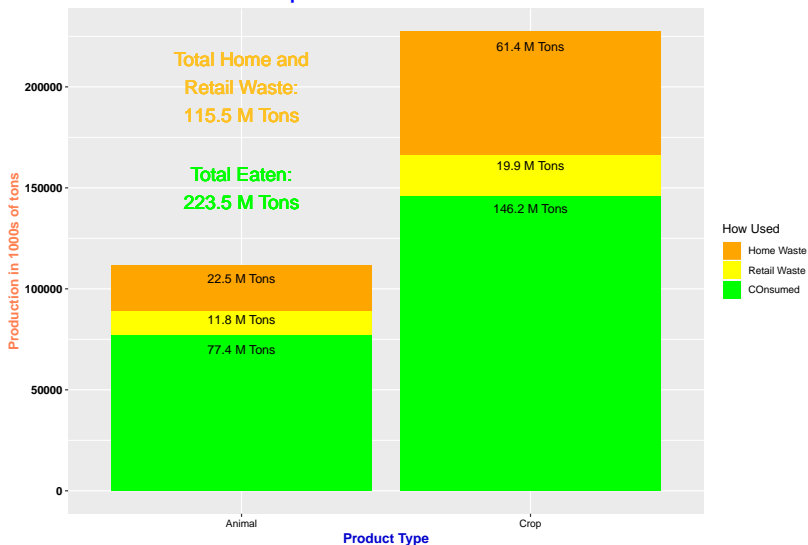 Total Home and
Retail Waste:
115.5 M Tons
Total Eaten:
223.5 M Tons
61.4 M Tons
19.9 M Tons
146.2 M Tons
22.5 M Tons
11.8 M Tons
77.4 M Tons
200000
150000
100000
50000
0
Production in 1000s of tons
Animal
Crop
Product Type
How Used
Home Waste
Retail Waste
COnsumed